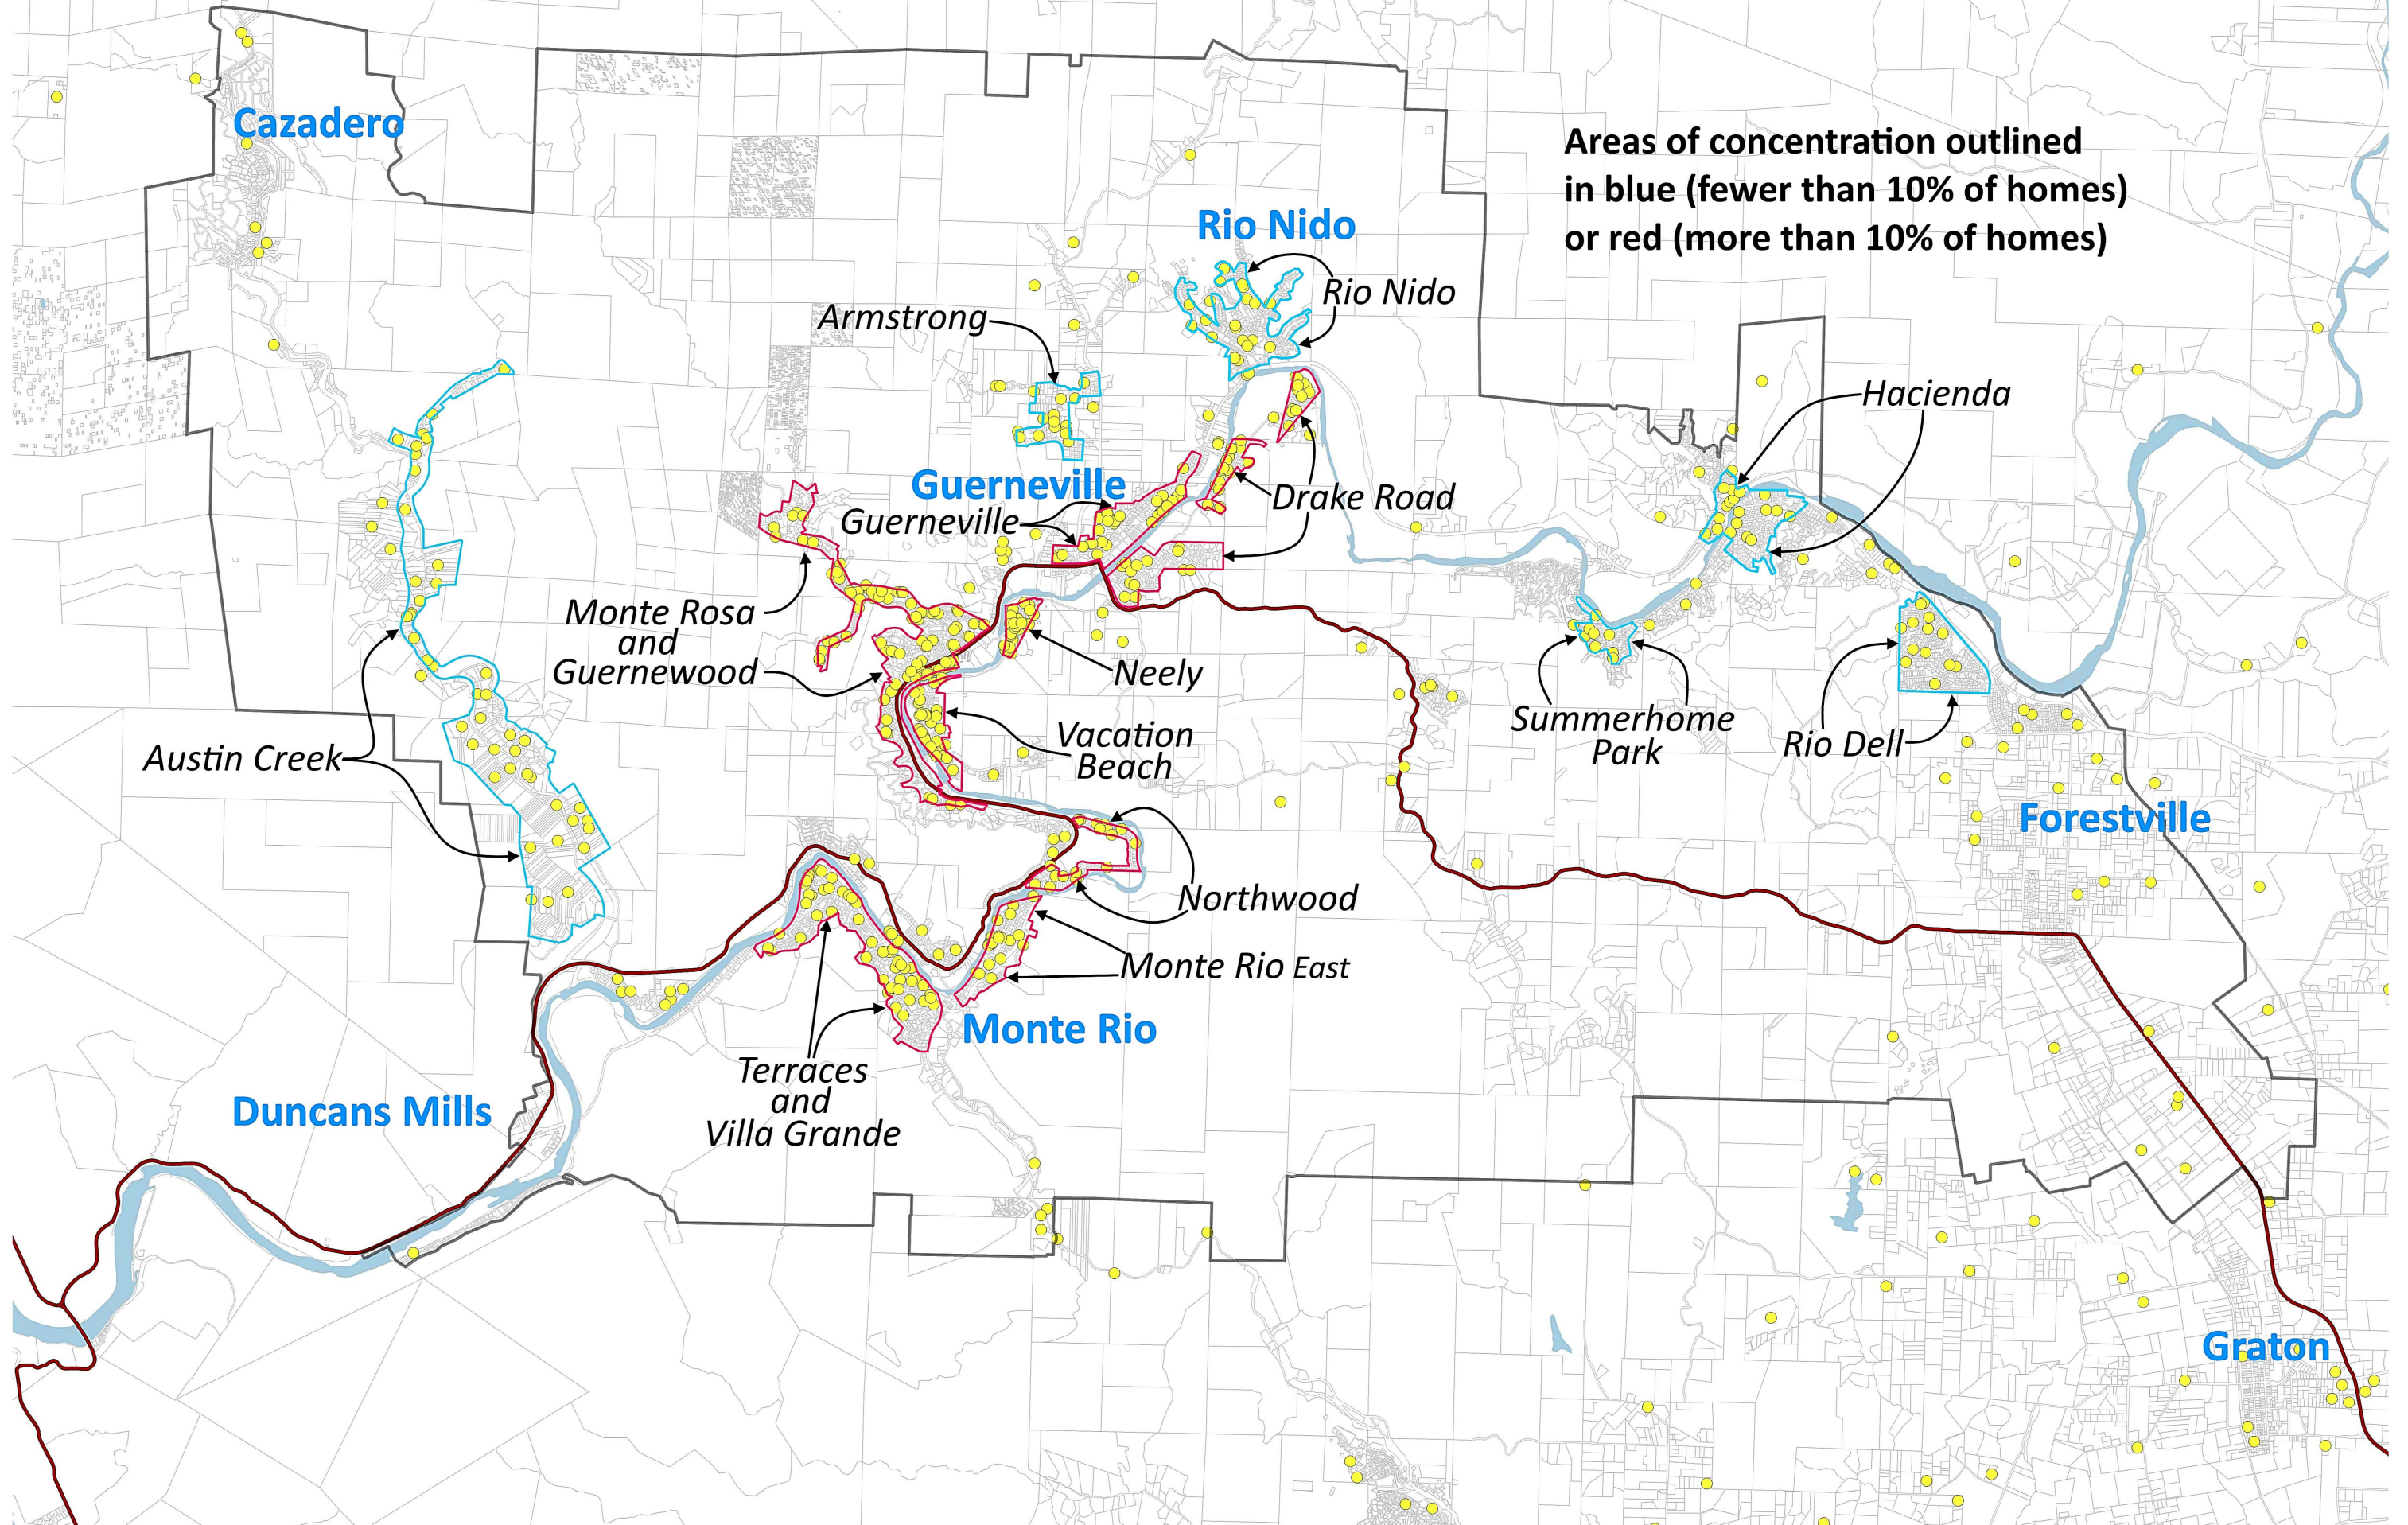 Cazadero
Areas of concentration outlined
in blue (fewer than 10% of homes)
or red (more than 10% of homes)
Rio Nido
Rio Nido
Armstrong
Hacienda
Guerneville
Guerneville
Drake Road
Monte Rosa
and
Guernewood
Neely
Vacation
Beach
Summerhome
Park
Rio Dell
Austin Creek
Forestville
Northwood
Monte Rio East
Monte Rio
Terraces
and
Villa Grande
Duncans Mills
Graton